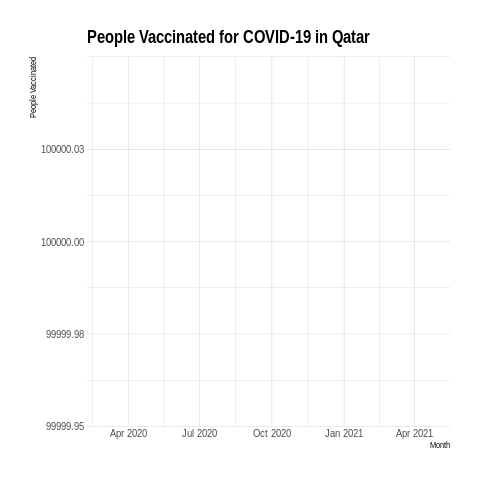 People Vaccinated for COVID-19 in Qatar
People Vaccinated
100000.03
100000.00
99999.98
99999.95
Apr 2020 Jul 2020 Oct 2020 Jan 2021 Apr 2021
Month